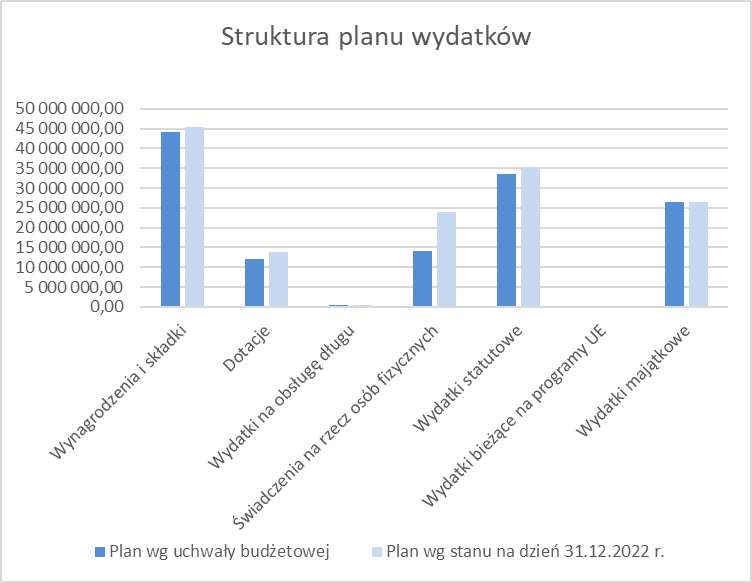 Struktura planu wydatków
50 000 000,00
45 000 000,00
40 000 000,00
35 000 000,00
30 000 000,00
25 000 000,00
20 000 000,00
15 000 000,00
10 000 000,00
5 000 000,00
0,00
Wynagrodzenia i składki
Dotacje
Wydatki na obsługę długu
Świadczenia na rzecz osób fizycznych
Wydatki statutowe
Wydatki bieżące na programy UE
Wydatki majątkowe
Plan wg uchwały budżetowej
Plan wg stanu na dzień 31.12.2022 r.